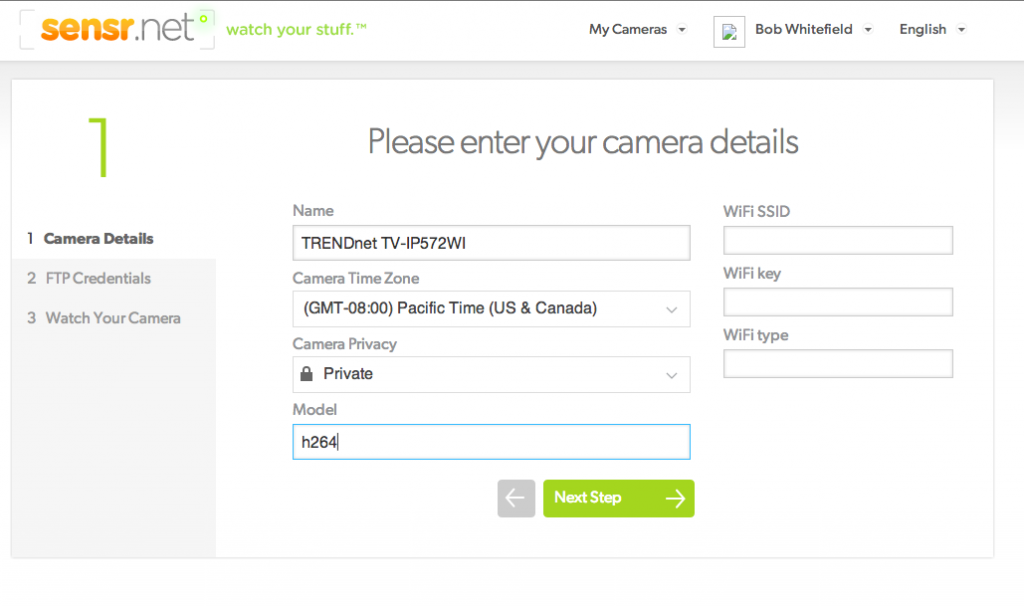 sensr.net watch your stuff.™ My Cameras Bob Whitefield English
1
Please enter your camera details
1 Camera Details
2 FTP Credentials
3 Watch Your Camera
Name
TRENDnet TV-IP572WI
Camera Time Zone
(GMT-08:00) Pacific Time (US & Canada)
Camera Privacy
Private
Model
h264
WiFi SSID
WiFi key
WiFi type
Next Step